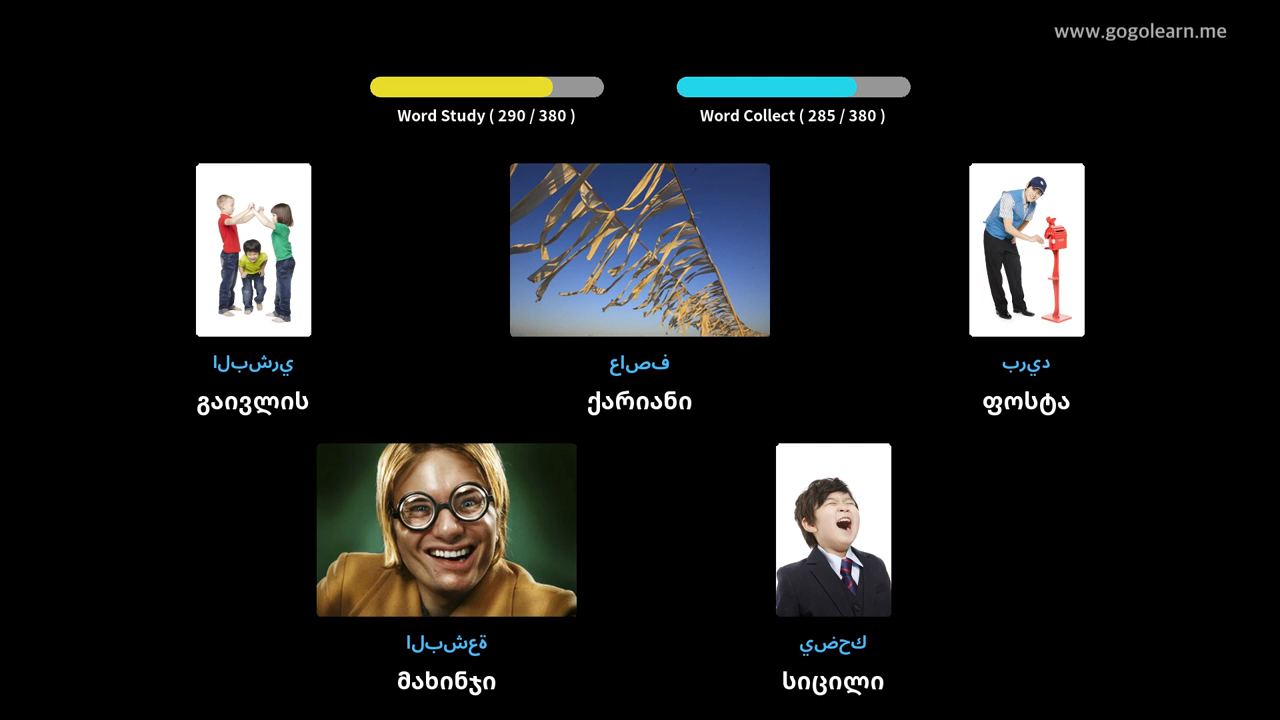 www.gogolearn.me
Word Study ( 290 / 380 )
Word Collect ( 285 / 380 )
البشري
გაივლის
عاصف
ქარიანი
بريد
ფოსტა
البشعة
მახინჯი
يضحك
სიცილი